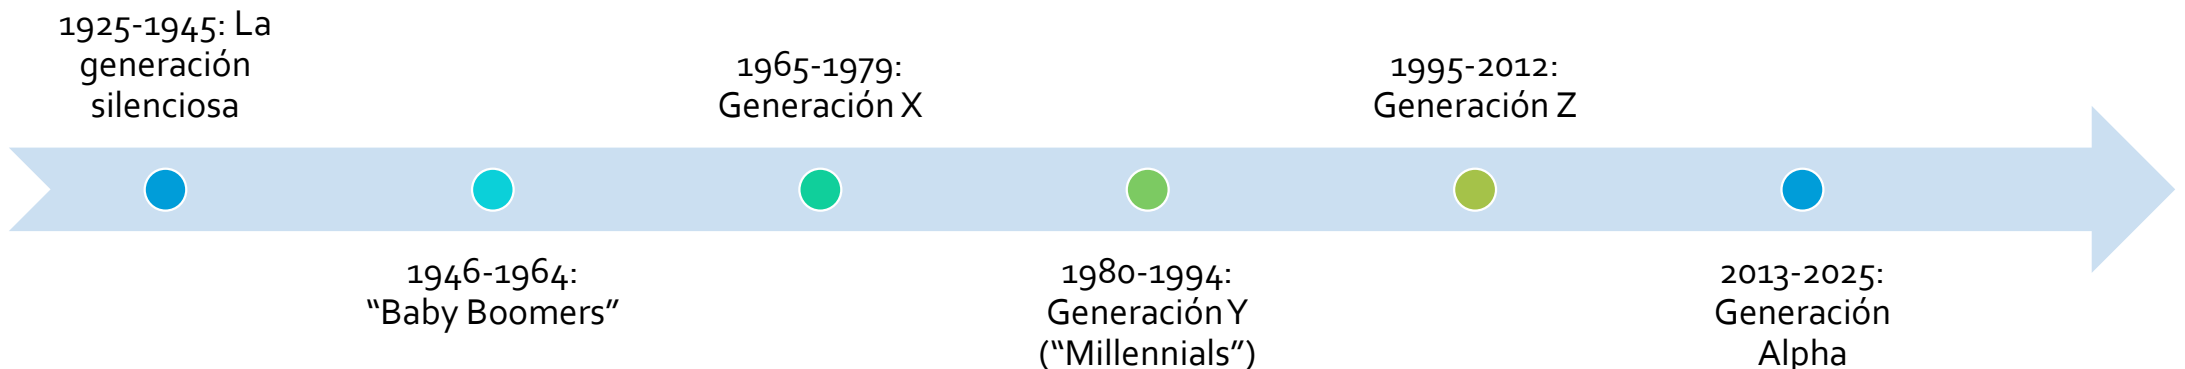 1925-1945: La
generación
silenciosa
1946-1964:
“Baby Boomers”
1965-1979:
Generación X
1980-1994:
Generación Y
(“Millennials”)
1995-2012:
Generación Z
2013-2025:
Generación
Alpha